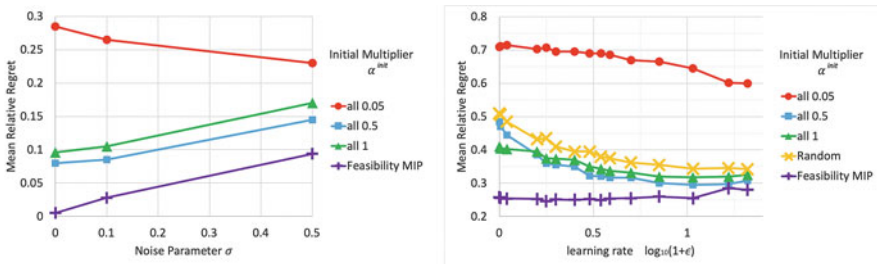 Mean Relative Regret
0.3
0.25
0.2
0.15
0.1
0.05
0
0 0.1 0.2 0.3 0.4 0.5
Noise Parameter σ
Initial Multiplier
α^init
all 0.05
all 0.5
all 1
Feasibility MIP
Mean Relative Regret
0.8
0.7
0.6
0.5
0.4
0.3
0.2
0 0.5 1
learning rate log₁₀(1+ϵ)
Initial Multiplier
α^init
all 0.05
all 0.5
all 1
Random
Feasibility MIP